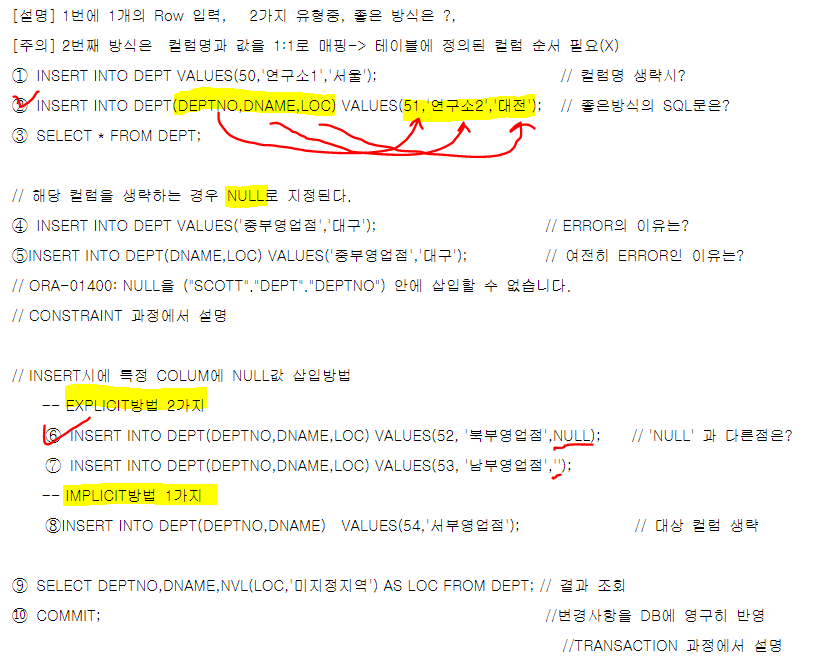 [설명] 1번에 1개의 Row 입력, 2가지 유형중, 좋은 방식은 ?,
[주의] 2번째 방식은 컬럼명과 값을 1:1로 매핑-> 테이블에 정의된 컬럼 순서 필요(X)
① INSERT INTO DEPT VALUES(50,'연구소1','서울'); // 컬럼명 생략시?
② INSERT INTO DEPT(DEPTNO,DNAME,LOC) VALUES(51,'연구소2','대전'); // 좋은방식의 SQL문은?
③ SELECT * FROM DEPT;
// 해당 컬럼을 생략하는 경우 NULL로 지정된다.
④ INSERT INTO DEPT VALUES('중부영업점','대구'); // ERROR의 이유는?
⑤INSERT INTO DEPT(DNAME,LOC) VALUES('중부영업점','대구'); // 여전히 ERROR인 이유는?
// ORA-01400: NULL을 ("SCOTT"."DEPT"."DEPTNO") 안에 삽입할 수 없습니다.
// CONSTRAINT 과정에서 설명
// INSERT시에 특정 COLUM에 NULL값 삽입방법
-- EXPLICIT방법 2가지
⑥ INSERT INTO DEPT(DEPTNO,DNAME,LOC) VALUES(52, '북부영업점',NULL); // 'NULL' 과 다른점은?
⑦ INSERT INTO DEPT(DEPTNO,DNAME,LOC) VALUES(53, '남부영업점','');
-- IMPLICIT방법 1가지
⑧INSERT INTO DEPT(DEPTNO,DNAME) VALUES(54,'서부영업점'); // 대상 컬럼 생략
⑨ SELECT DEPTNO,DNAME,NVL(LOC,'미지정지역') AS LOC FROM DEPT; // 결과 조회
⑩ COMMIT; //변경사항을 DB에 영구히 반영
//TRANSACTION 과정에서 설명